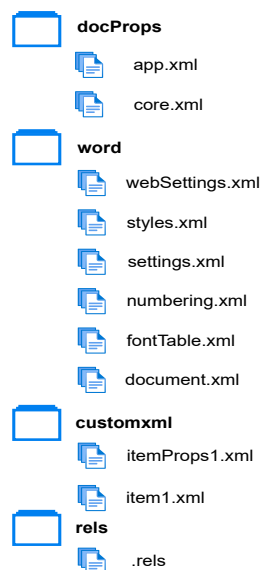 docProps
app.xml
core.xml
word
webSettings.xml
styles.xml
settings.xml
numbering.xml
fontTable.xml
document.xml
customxml
itemProps1.xml
item1.xml
rels
.rels